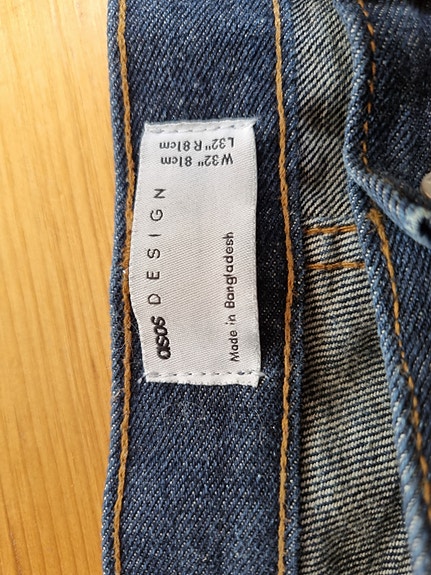 asos DESIGN
Made in Bangladesh
W32" 81cm
L32" R 81cm